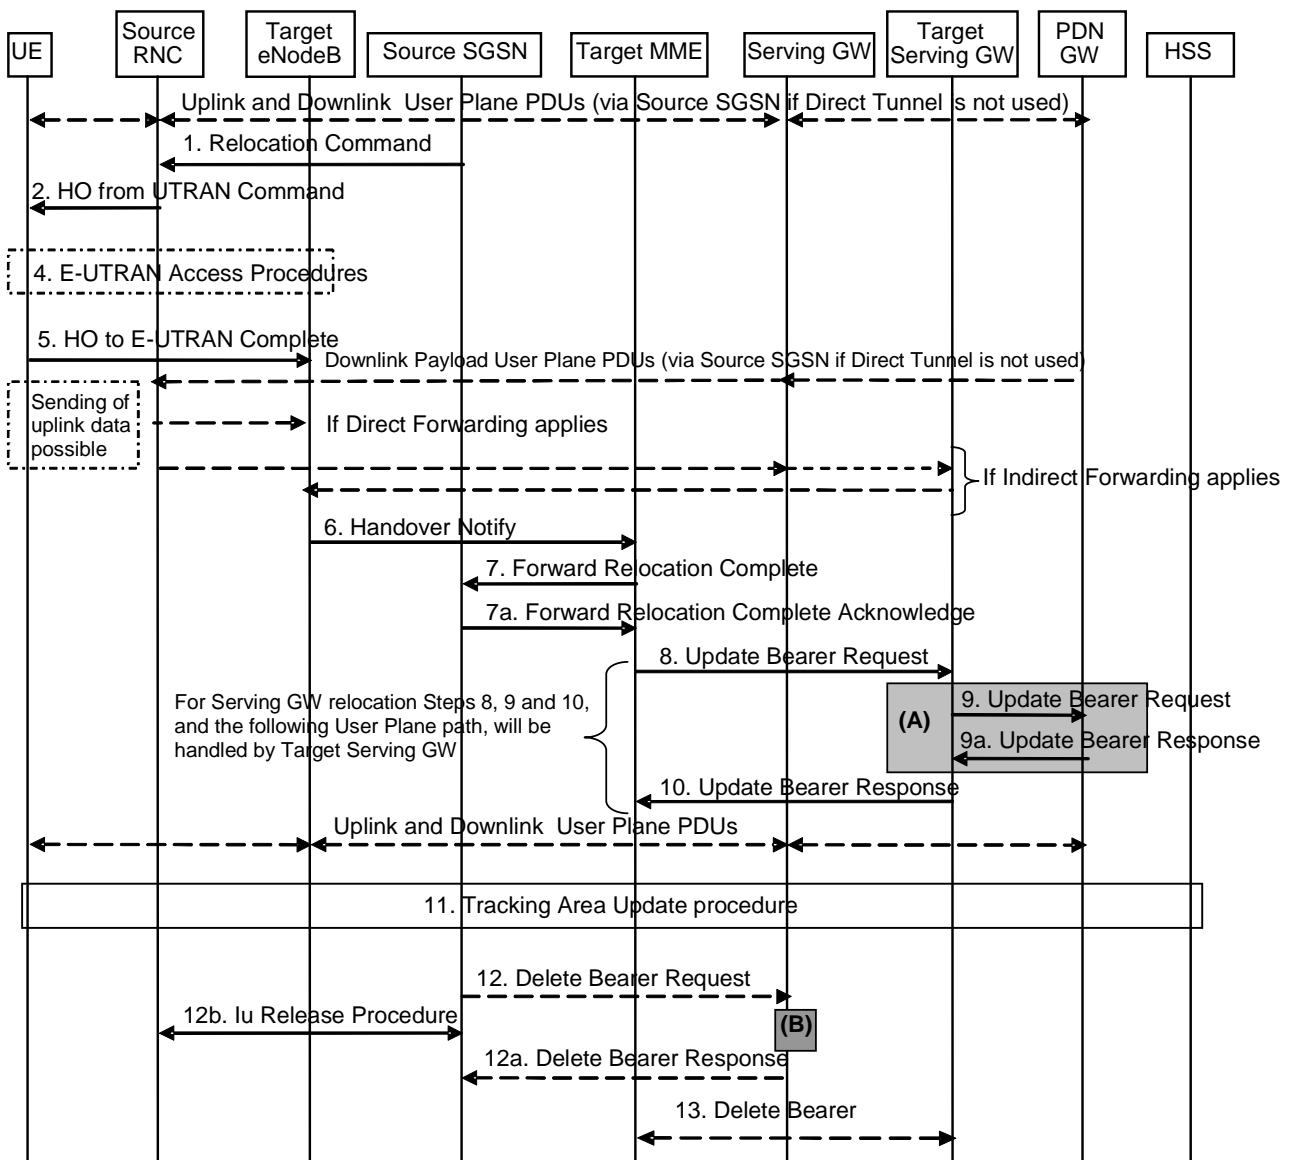 UE
Source
RNC
Target
eNodeB
Source SGSN
Target MME
Serving GW
Target
Serving GW
PDN
GW
HSS
Uplink and Downlink User Plane PDUs (via Source SGSN if Direct Tunnel is not used)
1. Relocation Command
2. HO from UTRAN Command
4. E-UTRAN Access Procedures
5. HO to E-UTRAN Complete
Downlink Payload User Plane PDUs (via Source SGSN if Direct Tunnel is not used)
Sending of
uplink data
possible
If Direct Forwarding applies
If Indirect Forwarding applies
6. Handover Notify
7. Forward Relocation Complete
7a. Forward Relocation Complete Acknowledge
8. Update Bearer Request
For Serving GW relocation Steps 8, 9 and 10,
and the following User Plane path, will be
handled by Target Serving GW
(A)
9. Update Bearer Request
9a. Update Bearer Response
10. Update Bearer Response
Uplink and Downlink User Plane PDUs
11. Tracking Area Update procedure
12. Delete Bearer Request
12b. Iu Release Procedure
(B)
12a. Delete Bearer Response
13. Delete Bearer